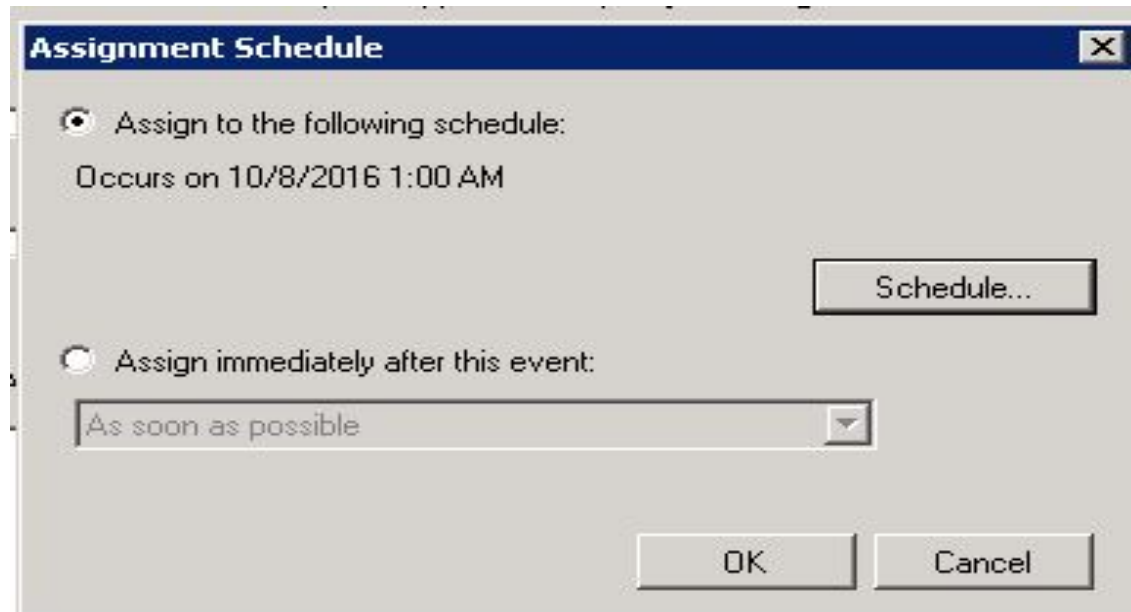 Assignment Schedule
Assign to the following schedule:
Occurs on 10/8/2016 1:00 AM
Schedule...
Assign immediately after this event:
As soon as possible
OK Cancel